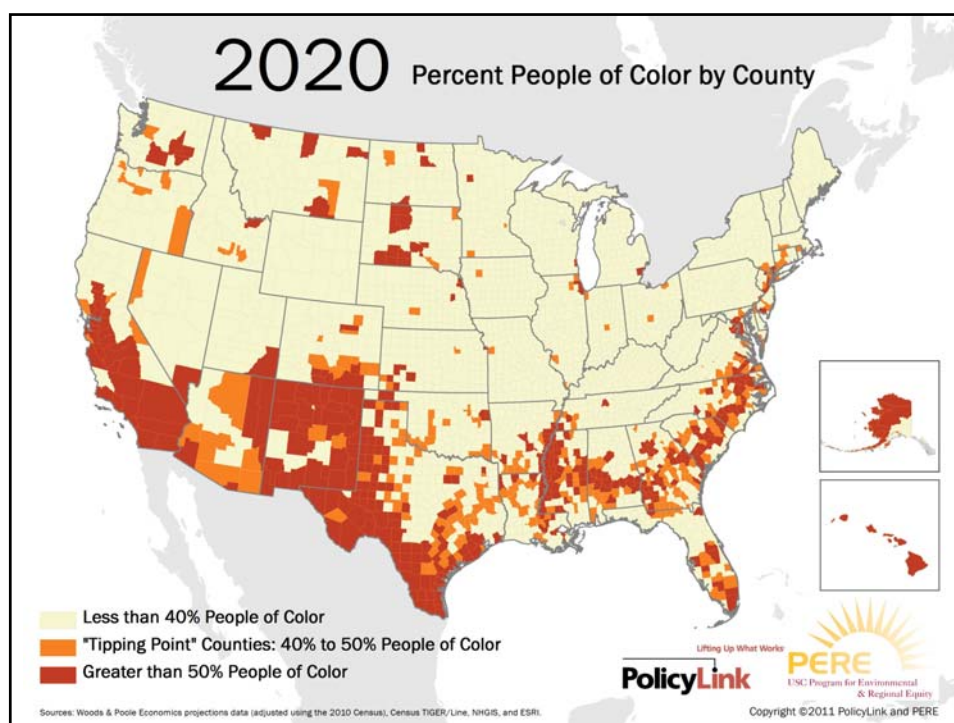 2020 Percent People of Color by County
Less than 40% People of Color
"Tipping Point" Counties: 40% to 50% People of Color
Greater than 50% People of Color
Lifting Up What Works®
PolicyLink
PERE
USC Program for Environmental
& Regional Equity
Sources: Woods & Poole Economics projections data (adjusted using the 2010 Census), Census TIGER/Line, NHGIS, and ESRI.
Copyright ©2011 PolicyLink and PERE